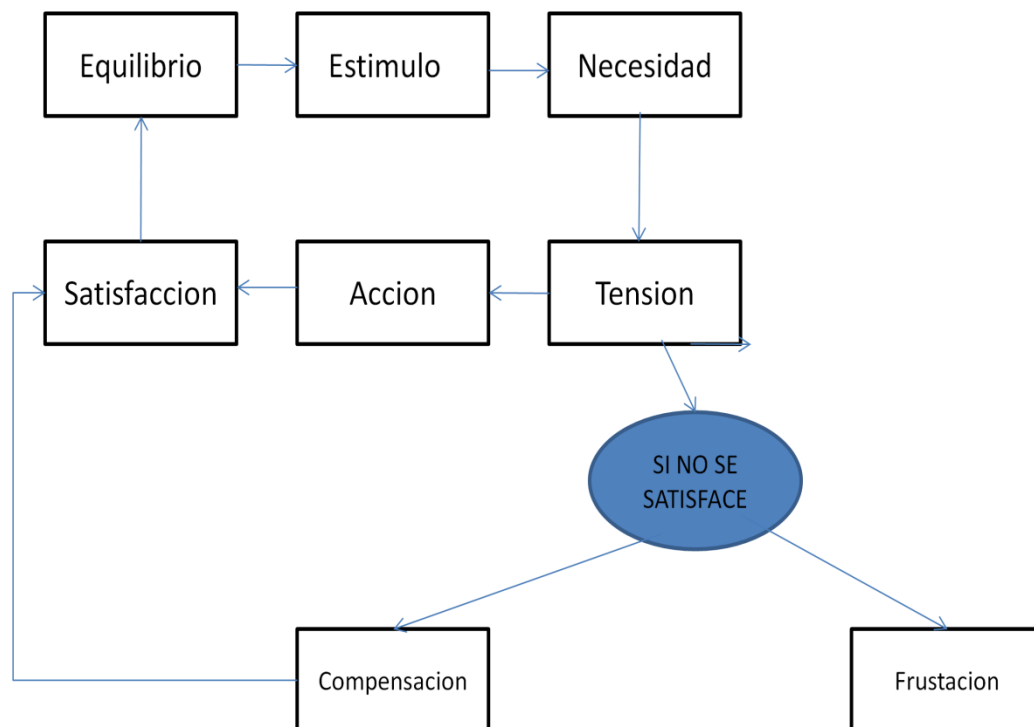 Equilibrio
Estimulo
Necesidad
Satisfaccion
Accion
Tension
SI NO SE
SATISFACE
Compensacion
Frustacion